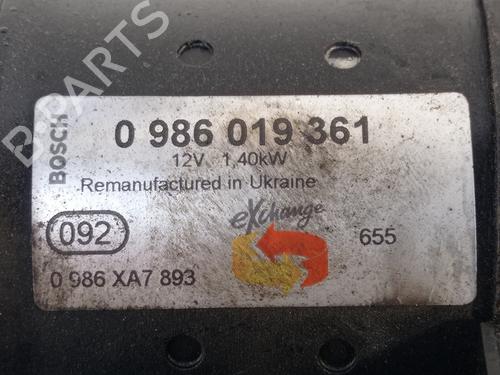 B-PARTS
BOSCH
0 986 019 361
12V 1,40kW
Remanufactured in Ukraine
eXchange
092
655
0 986 XA7 893